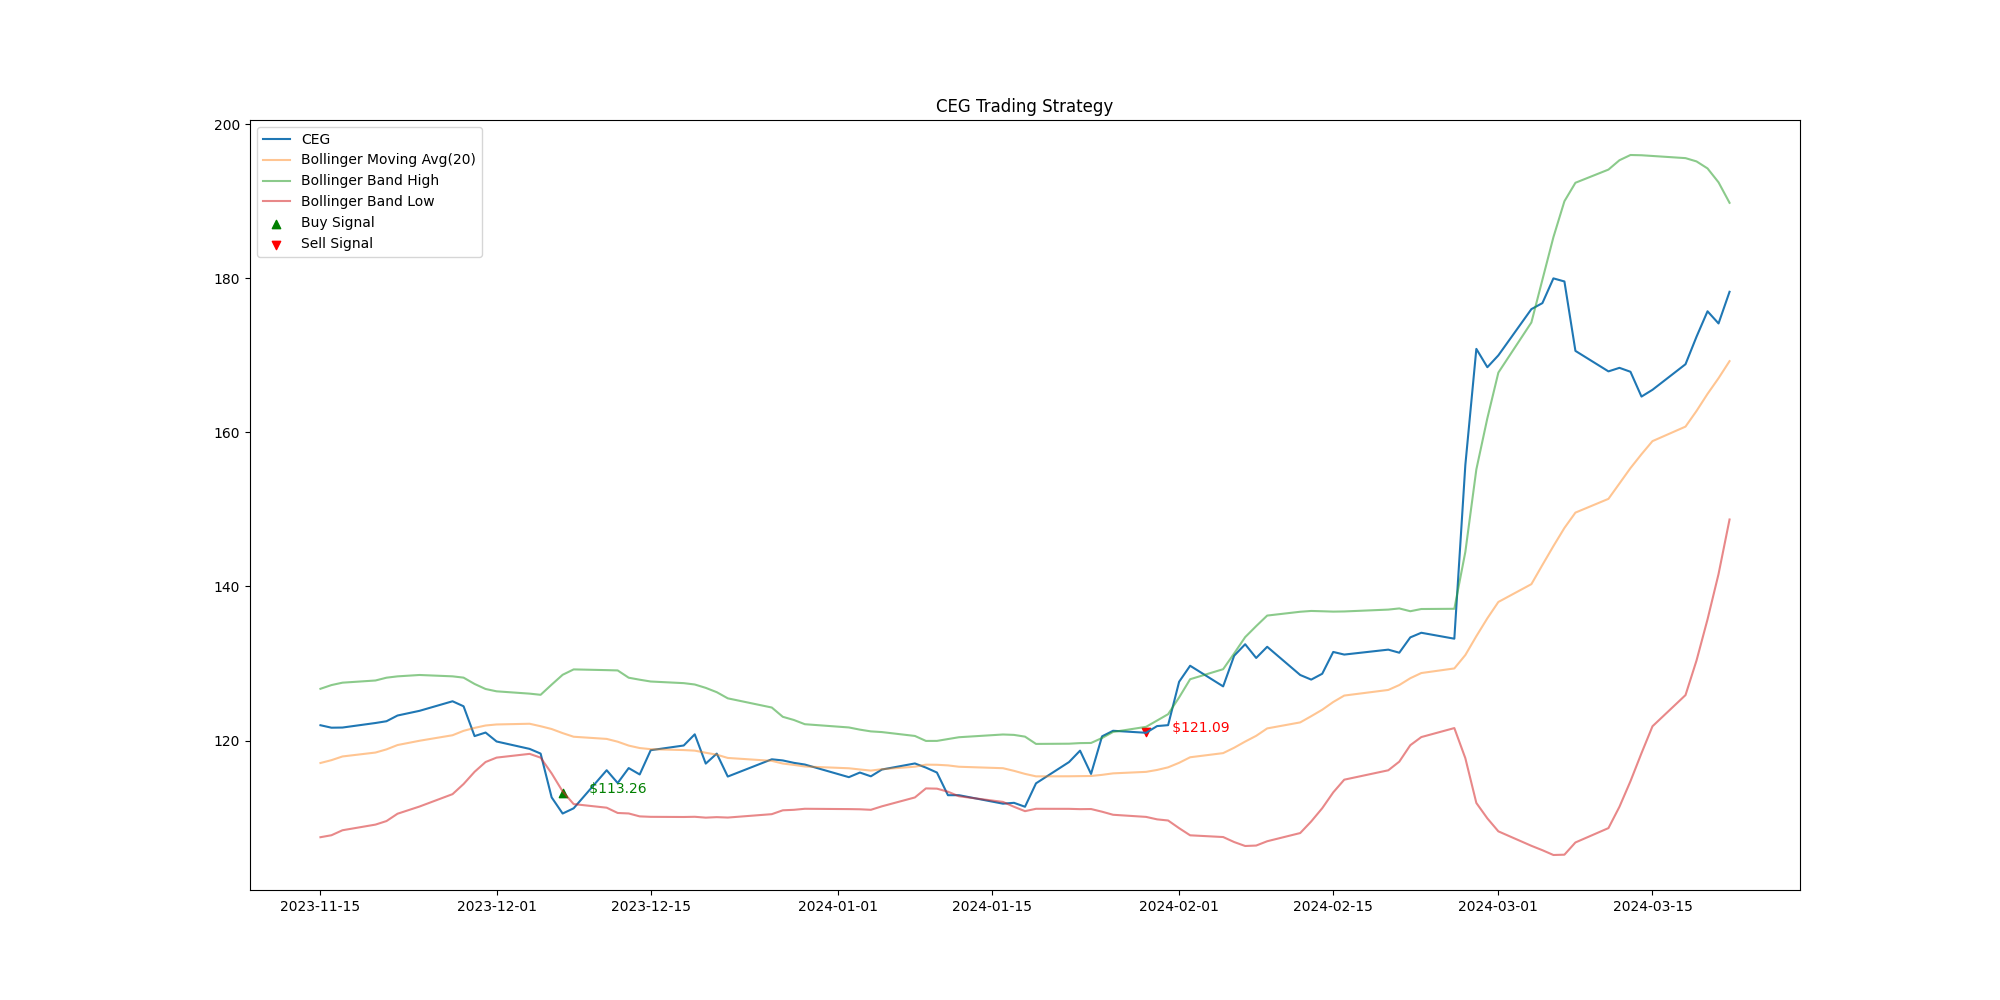 CEG Trading Strategy
200
180
160
140
120
CEG
Bollinger Moving Avg(20)
Bollinger Band High
Bollinger Band Low
Buy Signal
Sell Signal
$121.09
$113.26
2023-11-15
2023-12-01
2023-12-15
2024-01-01
2024-01-15
2024-02-01
2024-02-15
2024-03-01
2024-03-15